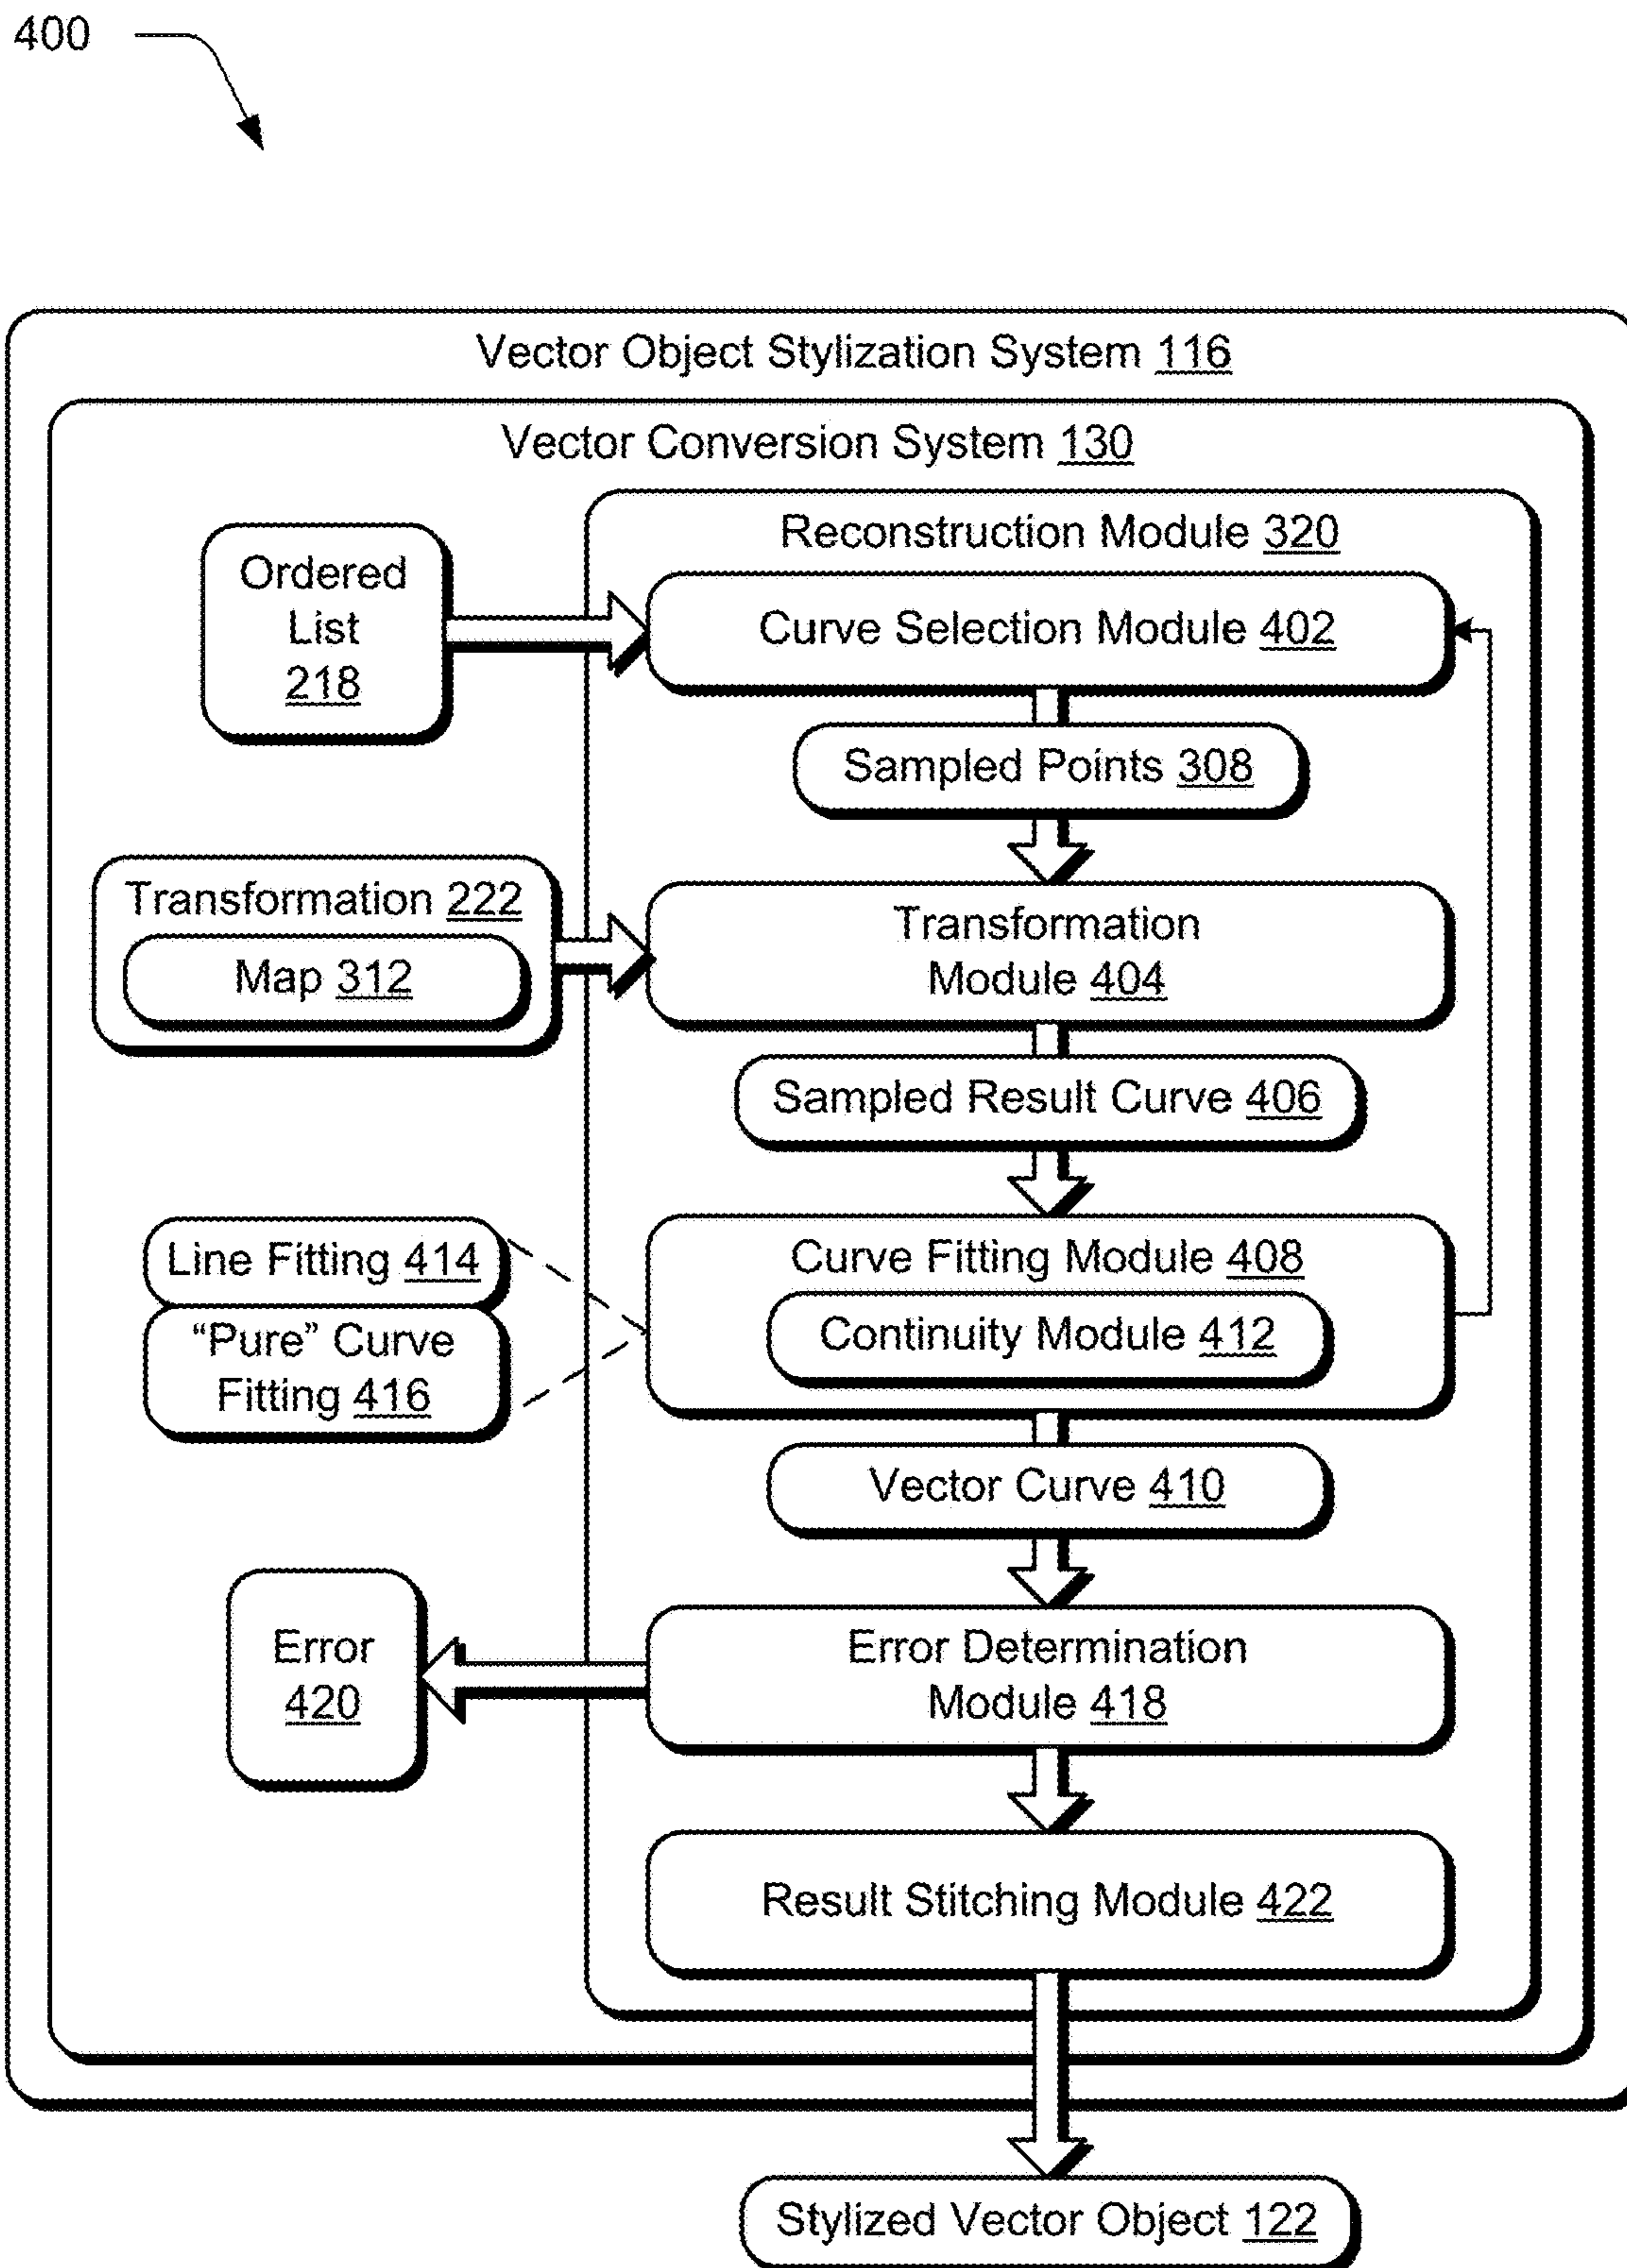 400
Vector Object Stylization System 116
Vector Conversion System 130
Reconstruction Module 320
Ordered
List
218
Curve Selection Module 402
Sampled Points 308
Transformation 222
Map 312
Transformation
Module 404
Sampled Result Curve 406
Line Fitting 414
"Pure" Curve
Fitting 416
Curve Fitting Module 408
Continuity Module 412
Vector Curve 410
Error
420
Error Determination
Module 418
Result Stitching Module 422
Stylized Vector Object 122